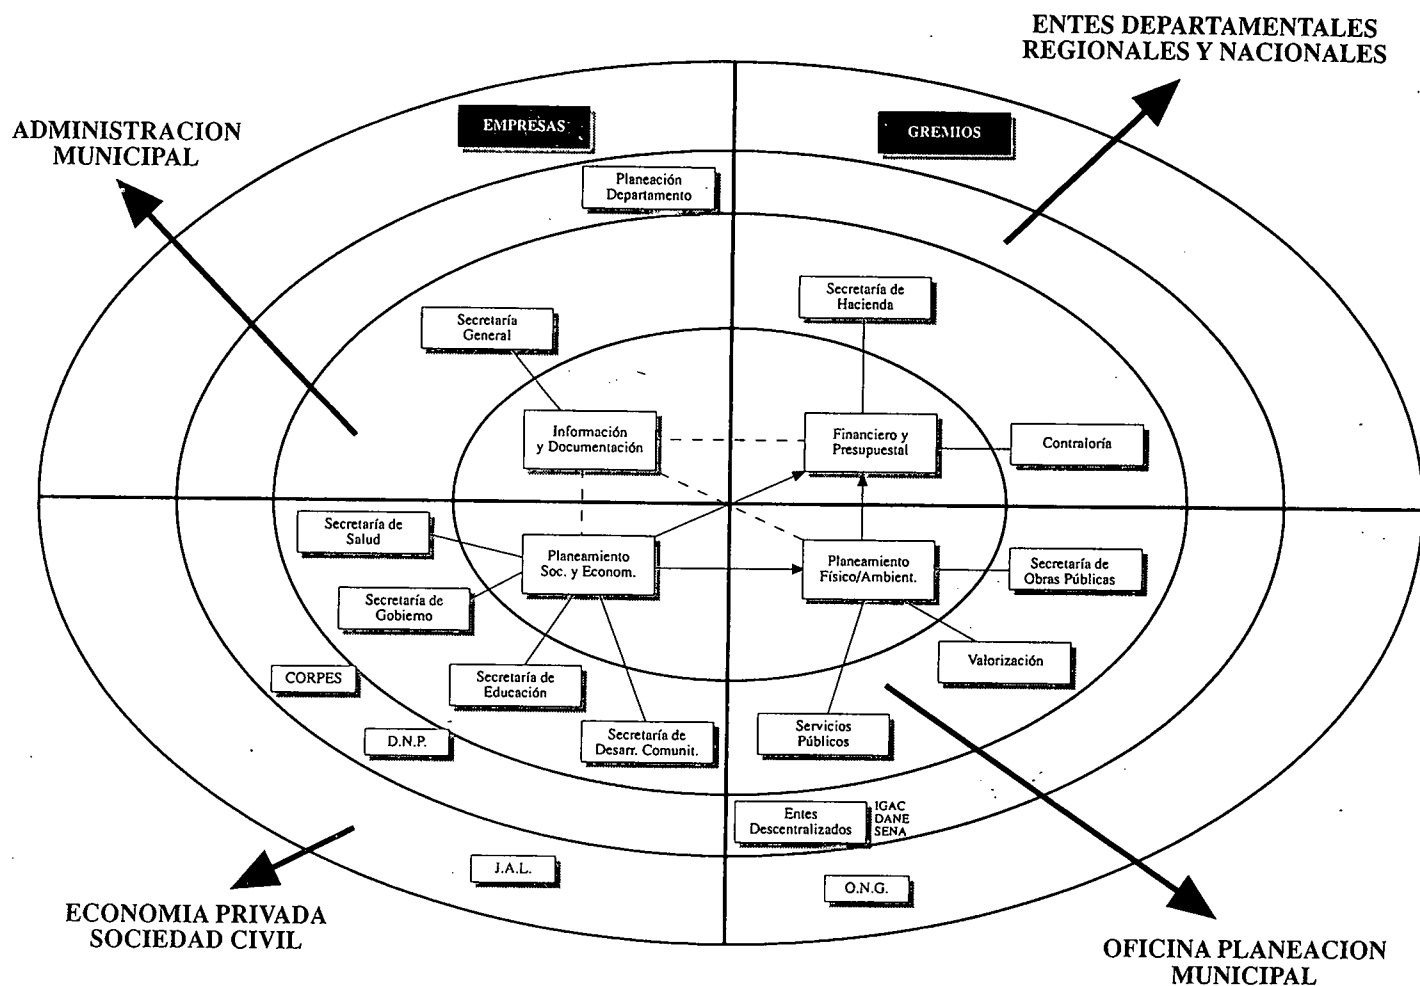 ENTES DEPARTAMENTALES
REGIONALES Y NACIONALES
ADMINISTRACION
MUNICIPAL
EMPRESAS
GREMIOS
Planeación
Departamento
Secretaría de
Hacienda
Secretaría
General
Información
y Documentación
Financiero y
Presupuestal
Contraloría
Secretaría de
Salud
Planeamiento
Soc. y Econom.
Planeamiento
Físico/Ambient.
Secretaría de
Obras Públicas
Secretaría de
Gobierno
Valorización
CORPES
Secretaría de
Educación
D.N.P.
Secretaría de
Desarr. Comunit.
Servicios
Públicos
Entes
Descentralizados
IGAC
DANE
SENA
J.A.L.
O.N.G.
ECONOMIA PRIVADA
SOCIEDAD CIVIL
OFICINA PLANEACION
MUNICIPAL